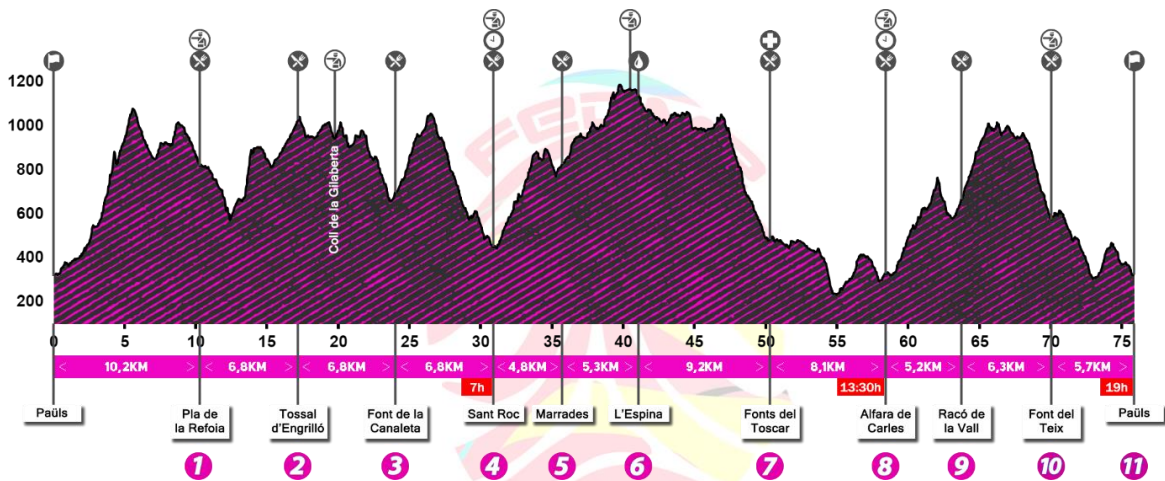 1200
1000
800
600
400
200
Coll de la Gilaberta
0 5 10 15 20 25 30 35 40 45 50 55 60 65 70 75
10,2KM 6,8KM 6,8KM 6,8KM 4,8KM 5,3KM 9,2KM 8,1KM 5,2KM 6,3KM 5,7KM
7h 13:30h 19h
Paüls
Pla de
la Refoia
Tossal
d'Engrilló
Font de la
Canaleta
Sant Roc
Marrades
L'Espina
Fonts del
Toscar
Alfara de
Carles
Racó de
la Vall
Font del
Teix
Paüls
1 2 3 4 5 6 7 8 9 10 11